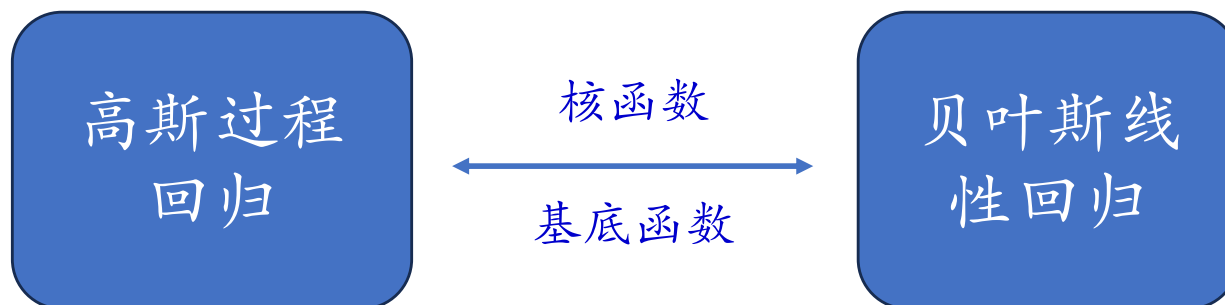 高斯过程
回归
核函数
基底函数
贝叶斯线
性回归